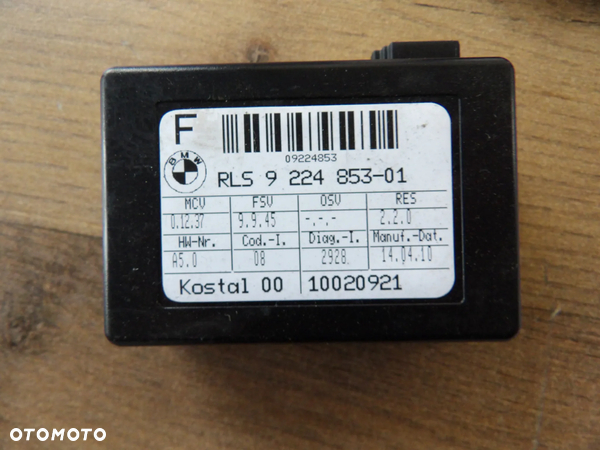 F
09224853
BMW
RLS 9 224 853-01
MCV FSV OSV RES
0.12.37 9.9.45 -.-.- 2.2.0
HW-Nr. Cod.-I. Diag.-I. Manuf.-Dat.
A5.0 08 2928 14.04.10
Kostal 00 10020921
OTOMOTO